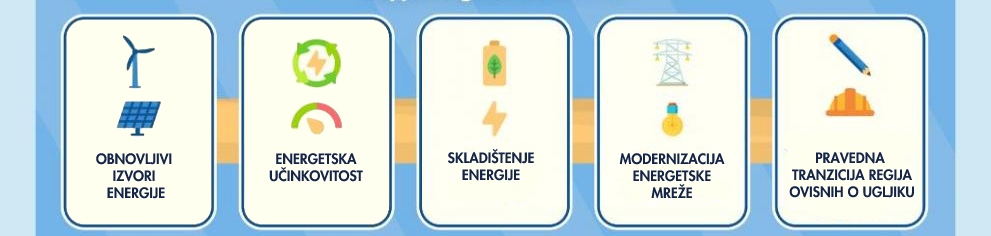 OBNOVLJIVI
IZVORI
ENERGIJE
ENERGETSKA
UČINKOVITOST
SKLADIŠTENJE
ENERGIJE
MODERNIZACIJA
ENERGETSKE
MREŽE
PRAVEDNA
TRANZICIJA REGIJA
OVISNIH O UGLJIKU